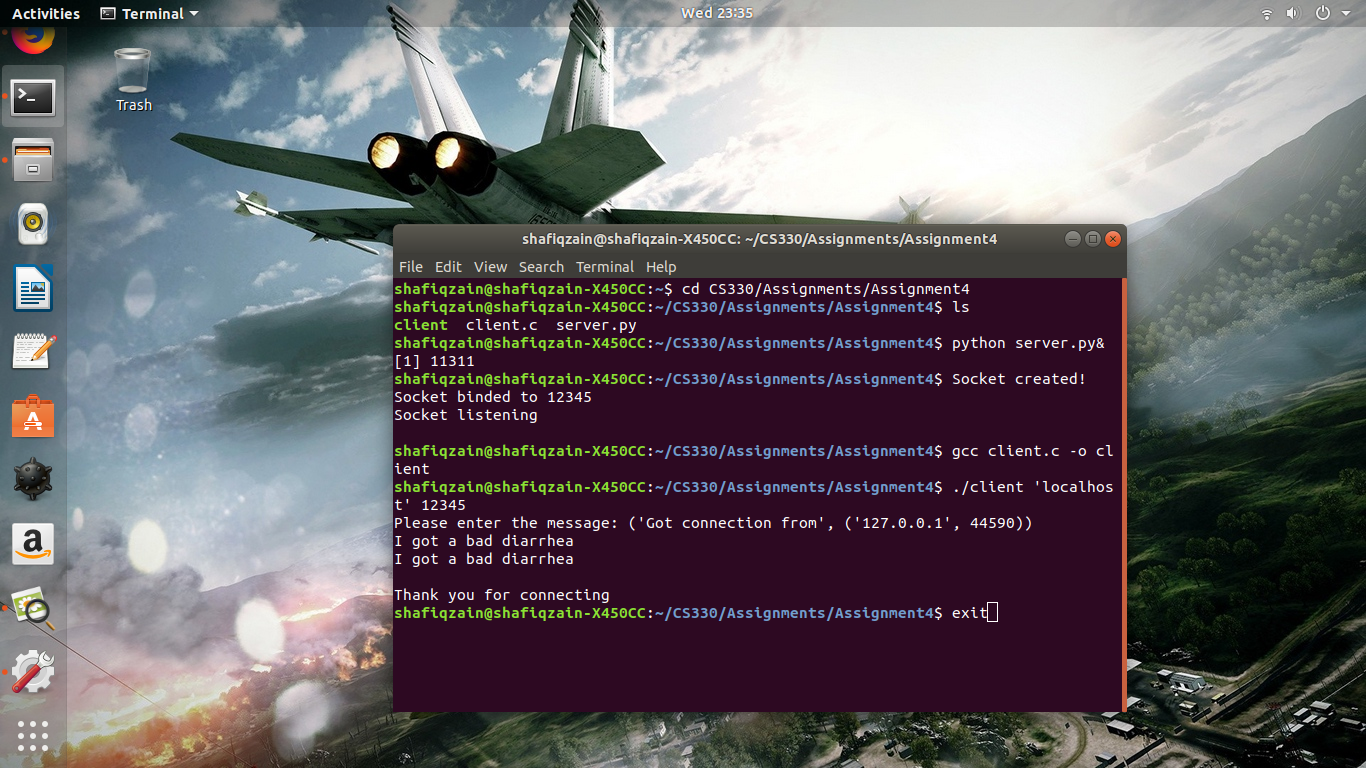 Activities Terminal Wed 23:35
Trash
shafiqzain@shafiqzain-X450CC: ~/CS330/Assignments/Assignment4
File Edit View Search Terminal Help
shafiqzain@shafiqzain-X450CC:~$ cd CS330/Assignments/Assignment4
shafiqzain@shafiqzain-X450CC:~/CS330/Assignments/Assignment4$ ls
client client.c server.py
shafiqzain@shafiqzain-X450CC:~/CS330/Assignments/Assignment4$ python server.py&
[1] 11311
shafiqzain@shafiqzain-X450CC:~/CS330/Assignments/Assignment4$ Socket created!
Socket binded to 12345
Socket listening
shafiqzain@shafiqzain-X450CC:~/CS330/Assignments/Assignment4$ gcc client.c -o cl
ient
shafiqzain@shafiqzain-X450CC:~/CS330/Assignments/Assignment4$ ./client 'localhos
t' 12345
Please enter the message: ('Got connection from', ('127.0.0.1', 44590))
I got a bad diarrhea
I got a bad diarrhea
Thank you for connecting
shafiqzain@shafiqzain-X450CC:~/CS330/Assignments/Assignment4$ exit